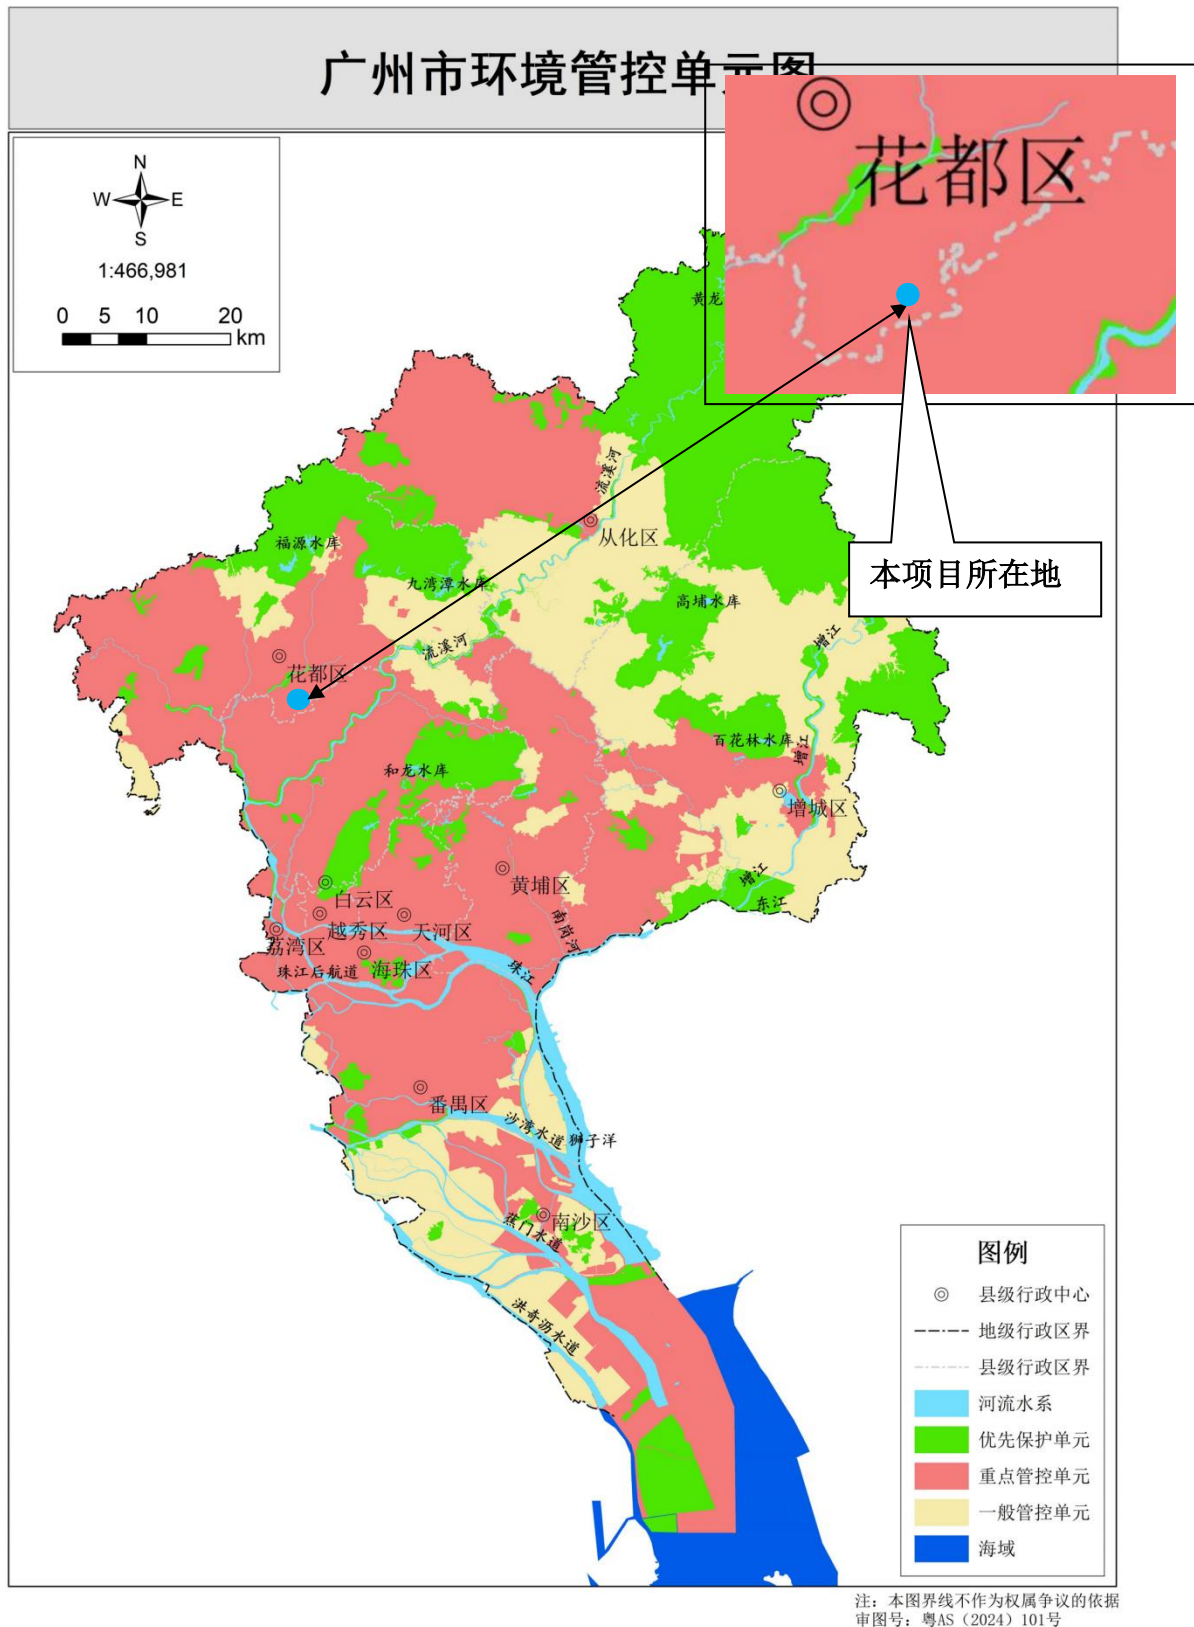 广州市环境管控单元图
花都区
N
W
E
S
1:466,981
0
5
10
20
km
黄龙
本项目所在地
流溪河
从化区
福源水库
九湾潭水库
高埔水库
增江
流溪河
花都区
百花林水库
增江
和龙水库
增城区
黄埔区
增江
东江
白云区
越秀区
天河区
南岗河
荔湾区
珠江后航道
海珠区
珠江
番禺区
沙湾水道
狮子洋
蕉门水道
南沙区
洪奇沥水道
图例
县级行政中心
地级行政区界
县级行政区界
河流水系
优先保护单元
重点管控单元
一般管控单元
海域
注：本图界线不作为权属争议的依据
审图号：粤AS（2024）101号